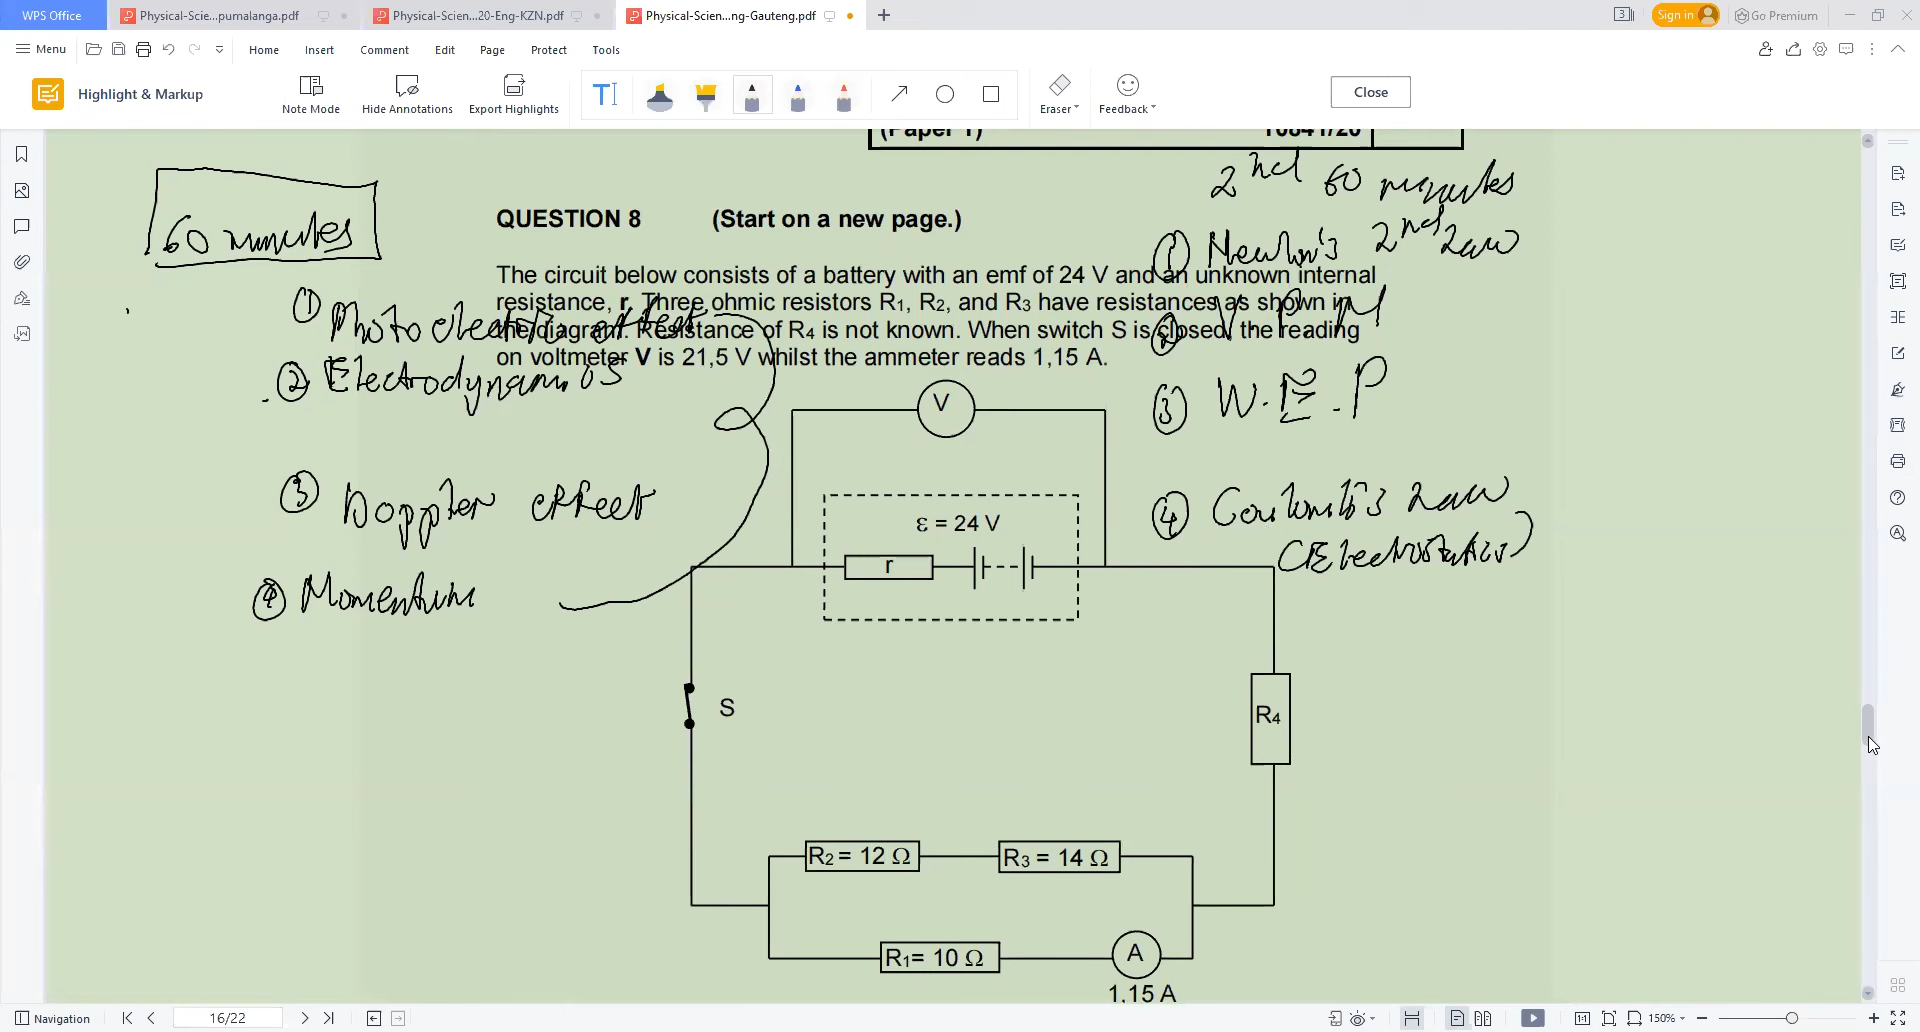 WPS Office
Physical-Scie...purnalanga.pdf
Physical-Scien...20-Eng-KZN.pdf
Physical-Scien...ng-Gauteng.pdf
Sign in
Go Premium
Menu
Home
Insert
Comment
Edit
Page
Protect
Tools
Highlight & Markup
Note Mode
Hide Annotations
Export Highlights
Eraser
Feedback
Close
(Paper 1)
10841/20
2nd 60 minutes
60 minutes
QUESTION 8 (Start on a new page.)
① Newton's 2nd Law
The circuit below consists of a battery with an emf of 24 V and an unknown internal
resistance, r. Three ohmic resistors R1, R2, and R3 have resistances as shown in
the diagram. Resistance of R4 is not known. When switch S is closed, the reading
on voltmeter V is 21,5 V whilst the ammeter reads 1,15 A.
① Photo electric effect
② V.P.M
② Electrodynamics
③ W.E.P
V
③ Doppler effect
④ Coulomb's Law
(Electrostatics)
ε = 24 V
r
④ Momentum
S
R4
R2 = 12 Ω
R3 = 14 Ω
R1= 10 Ω
A
1,15 A
Navigation
16/22
150%